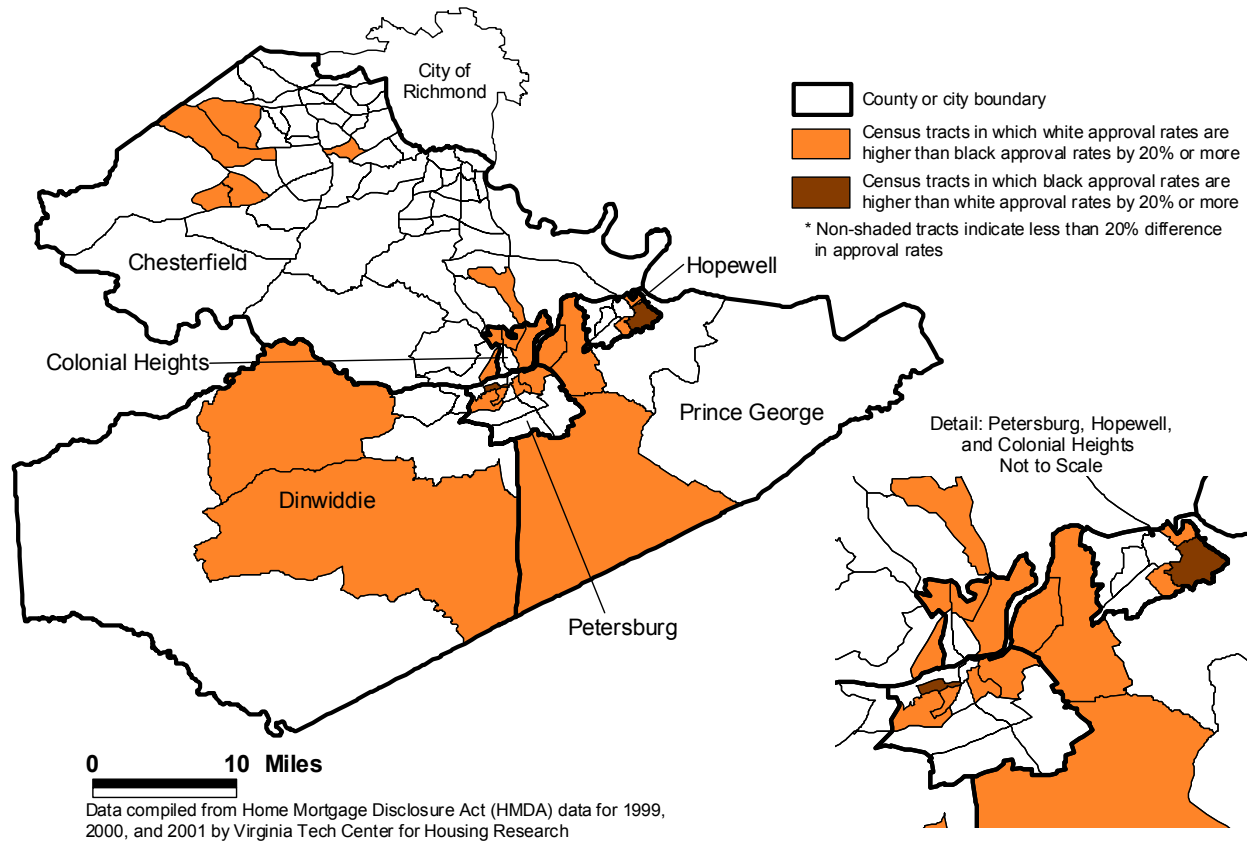 City of
Richmond
County or city boundary
Census tracts in which white approval rates are
higher than black approval rates by 20% or more
Census tracts in which black approval rates are
higher than white approval rates by 20% or more
* Non-shaded tracts indicate less than 20% difference
in approval rates
Chesterfield
Hopewell
Colonial Heights
Prince George
Detail: Petersburg, Hopewell,
and Colonial Heights
Not to Scale
Dinwiddie
Petersburg
0 10 Miles
Data compiled from Home Mortgage Disclosure Act (HMDA) data for 1999,
2000, and 2001 by Virginia Tech Center for Housing Research